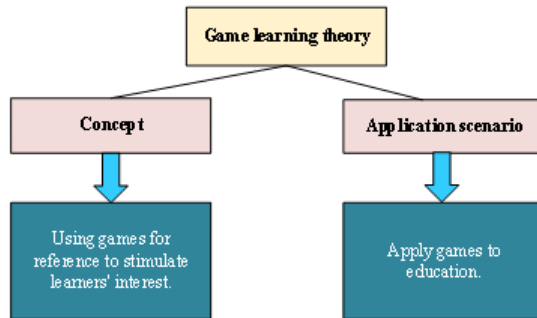 Game learning theory
Concept
Application scenario
Using games for
reference to stimulate
learners' interest.
Apply games to
education.